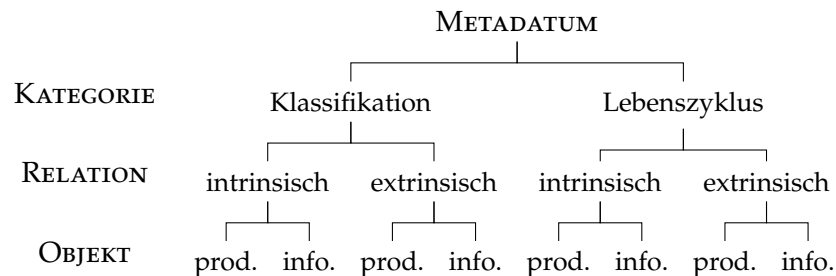 METADATUM
KATEGORIE Klassifikation Lebenszyklus
RELATION intrinsisch extrinsisch intrinsisch extrinsisch
OBJEKT prod. info. prod. info. prod. info. prod. info.